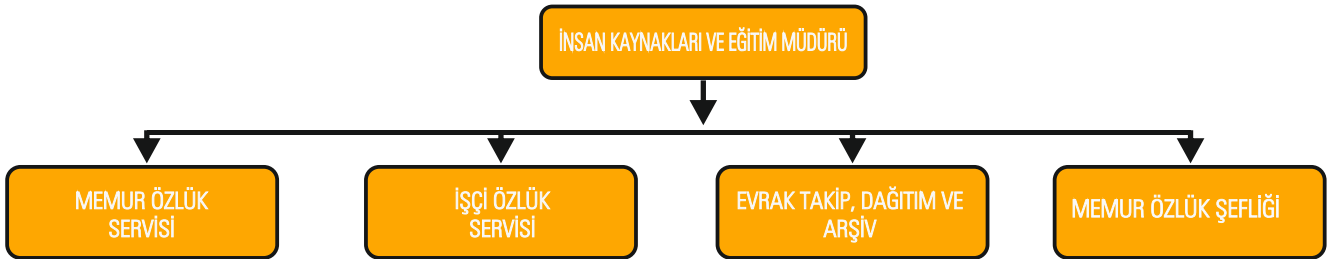 İNSAN KAYNAKLARI VE EĞİTİM MÜDÜRÜ
MEMUR ÖZLÜK
SERVİSİ
İŞÇİ ÖZLÜK
SERVİSİ
EVRAK TAKİP, DAĞITIM VE
ARŞİV
MEMUR ÖZLÜK ŞEFLİĞİ